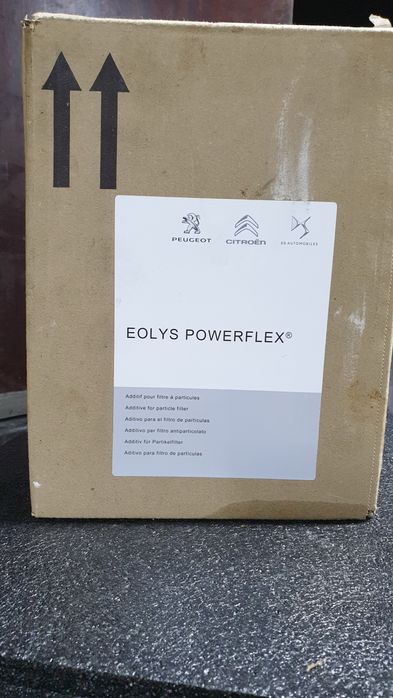 PEUGEOT
CITROËN
DS AUTOMOBILES
EOLYS POWERFLEX®
Additif pour filtre à particules
Additive for particle filter
Aditivo para el filtro de partículas
Additivo per filtro antiparticolato
Additiv für Partikelfilter
Aditivo para filtro de partículas